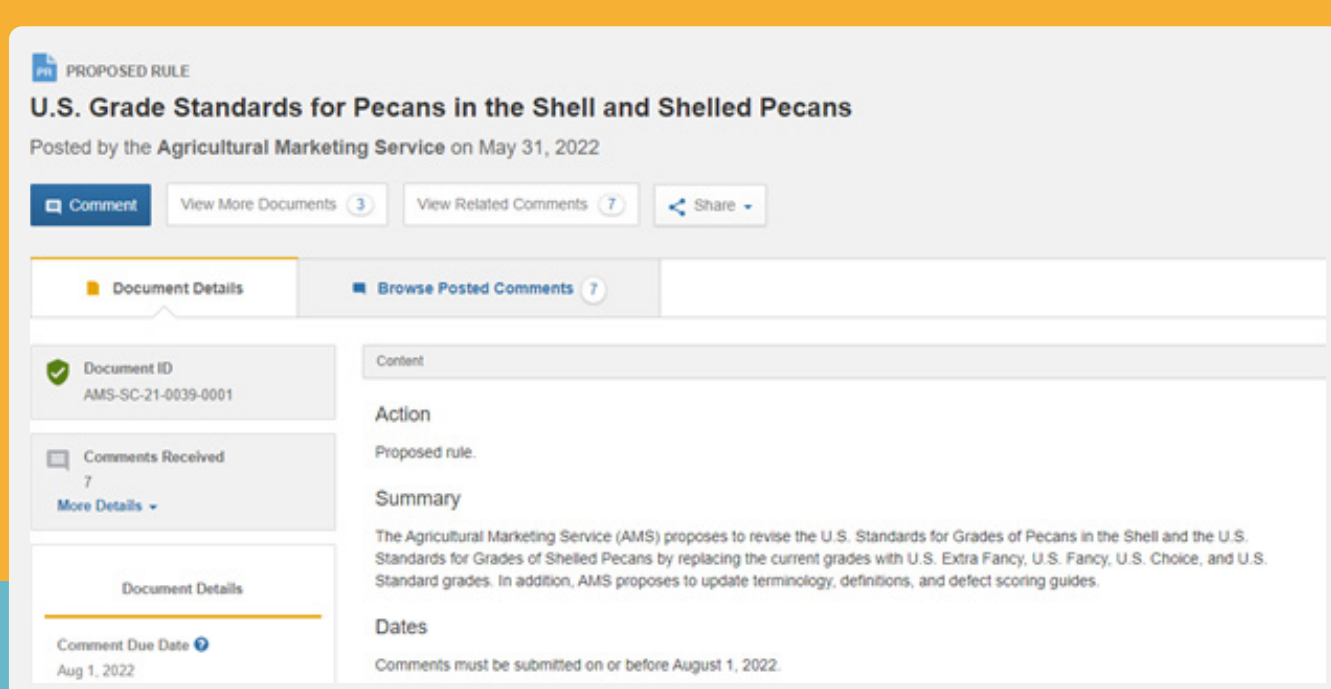 PR PROPOSED RULE
U.S. Grade Standards for Pecans in the Shell and Shelled Pecans
Posted by the Agricultural Marketing Service on May 31, 2022
Comment View More Documents 3 View Related Comments 7 Share
Document Details Browse Posted Comments 7
Document ID
AMS-SC-21-0039-0001
Comments Received
7
More Details
Document Details
Comment Due Date ?
Aug 1, 2022
Content
Action
Proposed rule.
Summary
The Agricultural Marketing Service (AMS) proposes to revise the U.S. Standards for Grades of Pecans in the Shell and the U.S.
Standards for Grades of Shelled Pecans by replacing the current grades with U.S. Extra Fancy, U.S. Fancy, U.S. Choice, and U.S.
Standard grades. In addition, AMS proposes to update terminology, definitions, and defect scoring guides.
Dates
Comments must be submitted on or before August 1, 2022.